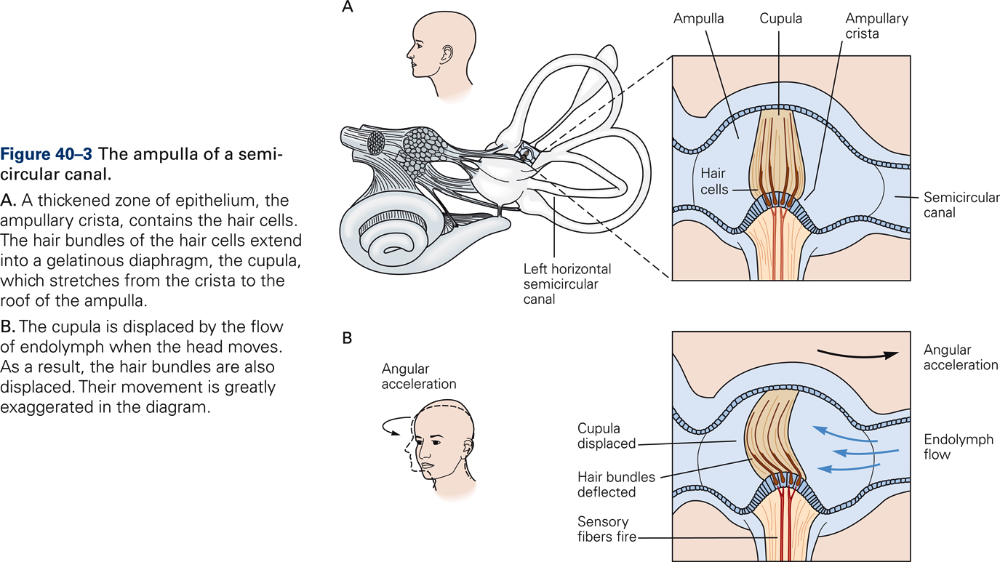 Figure 40–3 The ampulla of a semi-
circular canal.
A. A thickened zone of epithelium, the
ampullary crista, contains the hair cells.
The hair bundles of the hair cells extend
into a gelatinous diaphragm, the cupula,
which stretches from the crista to the
roof of the ampulla.
B. The cupula is displaced by the flow
of endolymph when the head moves.
As a result, the hair bundles are also
displaced. Their movement is greatly
exaggerated in the diagram.
A
Ampulla
Cupula
Ampullary
crista
Hair
cells
Semicircular
canal
Left horizontal
semicircular
canal
B
Angular
acceleration
Angular
acceleration
Cupula
displaced
Endolymph
flow
Hair bundles
deflected
Sensory
fibers fire